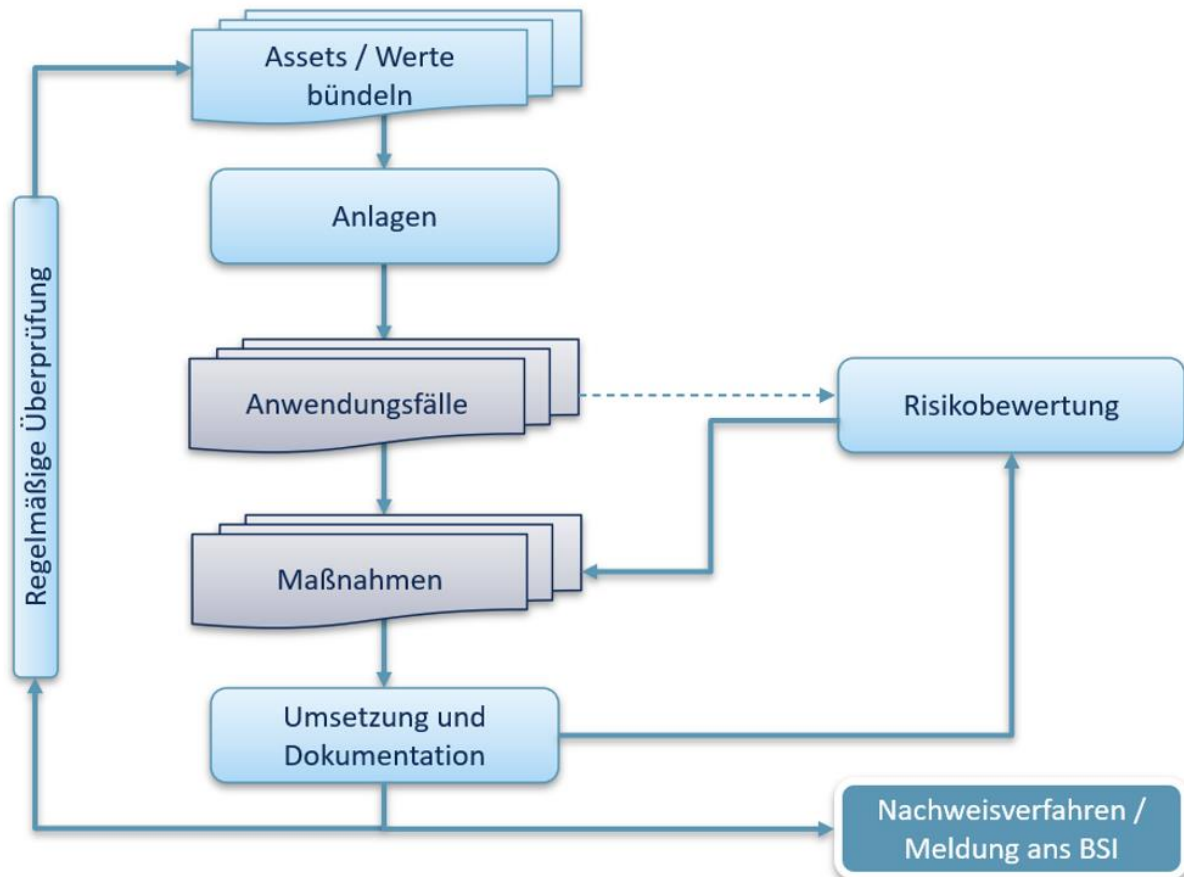 Assets / Werte
bündeln
Anlagen
Regelmäßige Überprüfung
Anwendungsfälle
Risikobewertung
Maßnahmen
Umsetzung und
Dokumentation
Nachweisverfahren /
Meldung ans BSI